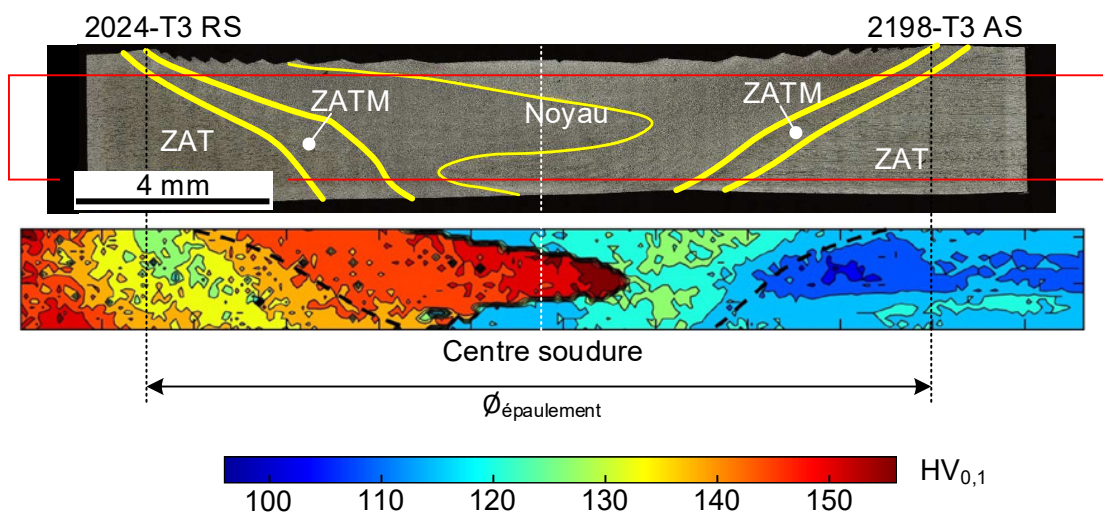 2024-T3 RS
2198-T3 AS
ZATM
ZATM
Noyau
ZAT
ZAT
4 mm
Centre soudure
Øépaulement
HV0,1
100 110 120 130 140 150